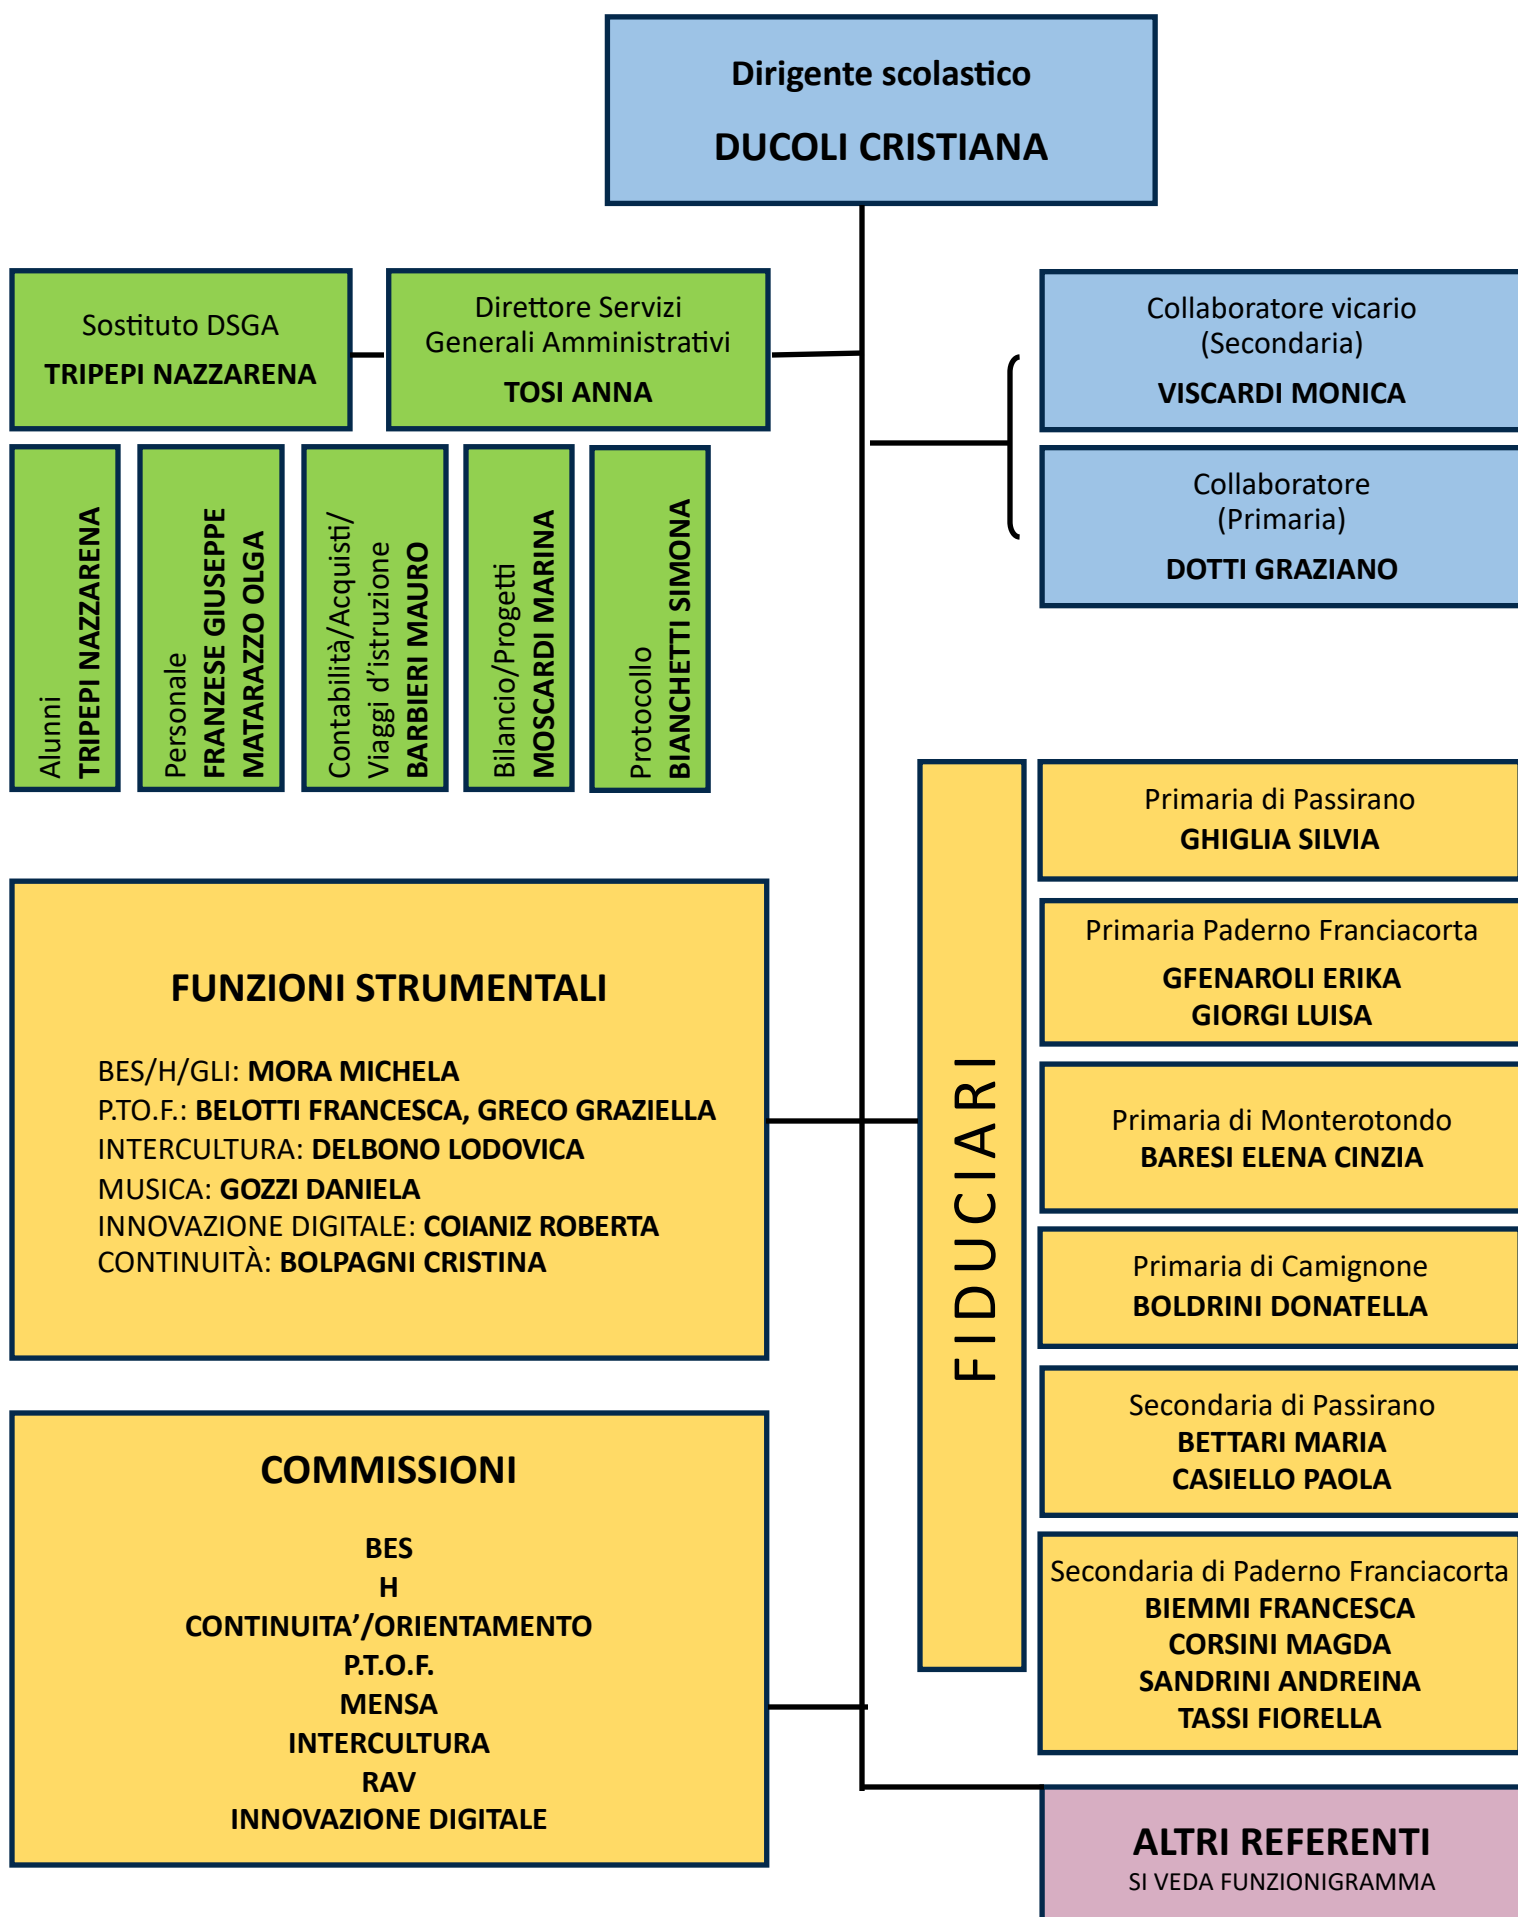 Dirigente scolastico
DUCOLI CRISTIANA
Sostituto DSGA
TRIPEPI NAZZARENA
Direttore Servizi
Generali Amministrativi
TOSI ANNA
Collaboratore vicario
(Secondaria)
VISCARDI MONICA
Collaboratore
(Primaria)
DOTTI GRAZIANO
Alunni
TRIPEPI NAZZARENA
Personale
FRANZESE GIUSEPPE
MATARAZZO OLGA
Contabilità/Acquisti/
Viaggi d'istruzione
BARBIERI MAURO
Bilancio/Progetti
MOSCARDI MARINA
Protocollo
BIANCHETTI SIMONA
FUNZIONI STRUMENTALI
BES/H/GLI: MORA MICHELA
P.TO.F.: BELOTTI FRANCESCA, GRECO GRAZIELLA
INTERCULTURA: DELBONO LODOVICA
MUSICA: GOZZI DANIELA
INNOVAZIONE DIGITALE: COIANIZ ROBERTA
CONTINUITÀ: BOLPAGNI CRISTINA
COMMISSIONI
BES
H
CONTINUITA'/ORIENTAMENTO
P.T.O.F.
MENSA
INTERCULTURA
RAV
INNOVAZIONE DIGITALE
FIDUCIARI
Primaria di Passirano
GHIGLIA SILVIA
Primaria Paderno Franciacorta
GFENAROLI ERIKA
GIORGI LUISA
Primaria di Monterotondo
BARESI ELENA CINZIA
Primaria di Camignone
BOLDRINI DONATELLA
Secondaria di Passirano
BETTARI MARIA
CASIELLO PAOLA
Secondaria di Paderno Franciacorta
BIEMMI FRANCESCA
CORSINI MAGDA
SANDRINI ANDREINA
TASSI FIORELLA
ALTRI REFERENTI
SI VEDA FUNZIONIGRAMMA